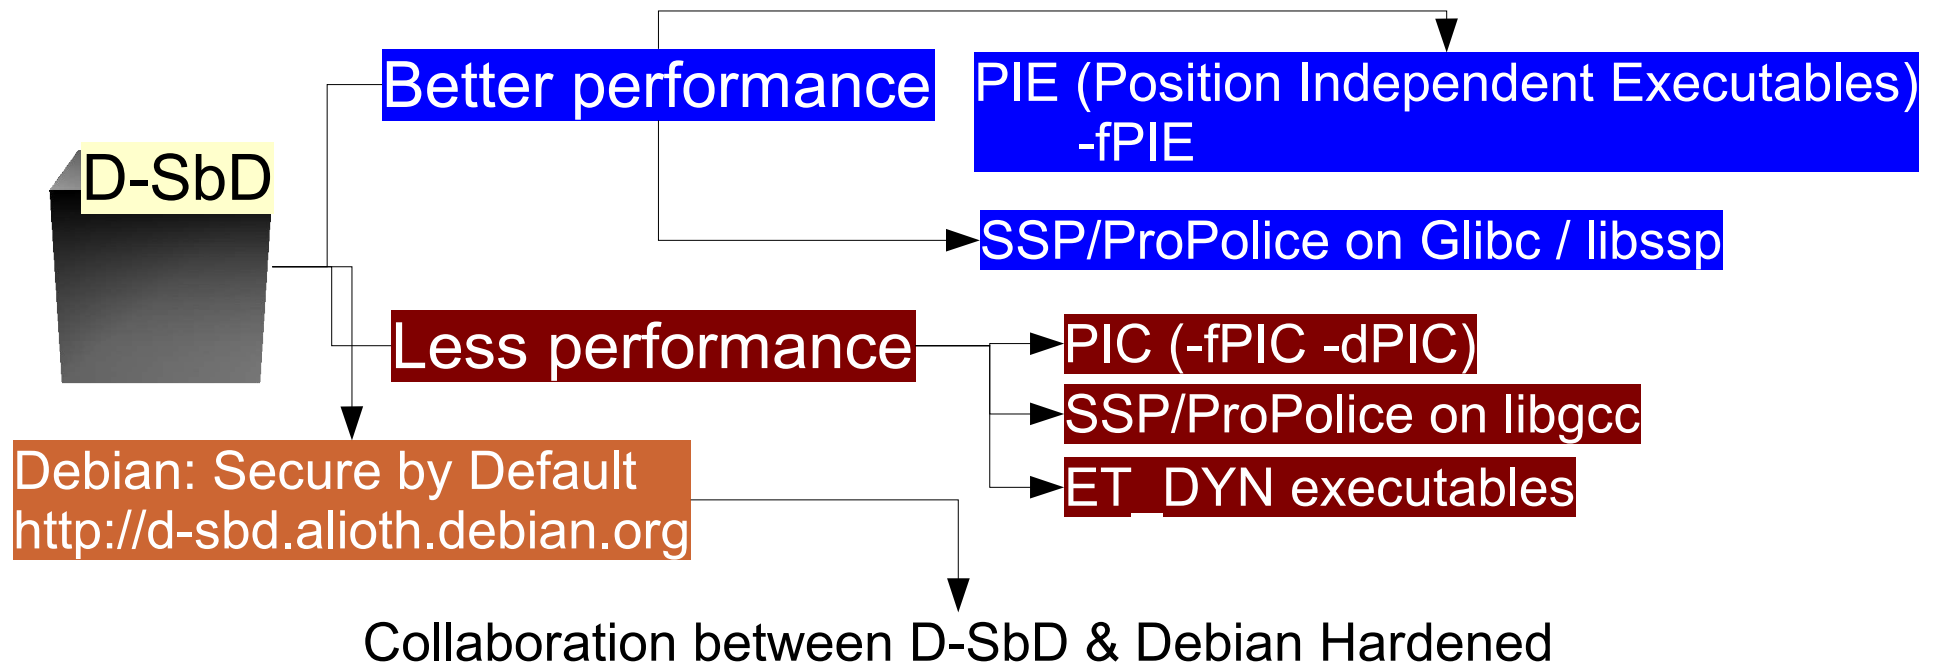 Better performance
PIE (Position Independent Executables)
-fPIE
D-SbD
SSP/ProPolice on Glibc / libssp
Less performance
PIC (-fPIC -dPIC)
SSP/ProPolice on libgcc
ET_DYN executables
Debian: Secure by Default
http://d-sbd.alioth.debian.org
Collaboration between D-SbD & Debian Hardened